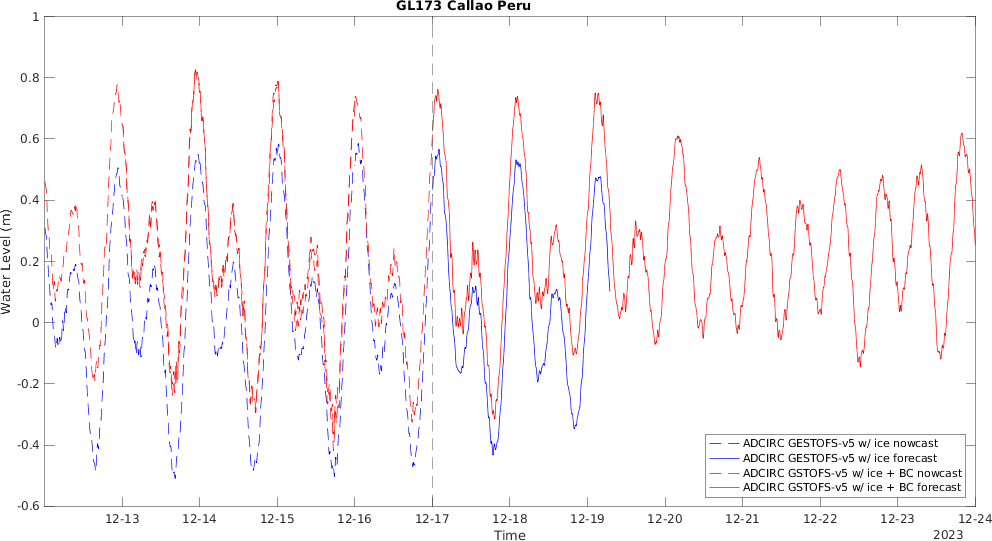 GL173 Callao Peru
Water Level (m)
1
0.8
0.6
0.4
0.2
0
-0.2
-0.4
-0.6
12-13 12-14 12-15 12-16 12-17 12-18 12-19 12-20 12-21 12-22 12-23 12-24
Time
2023
ADCIRC GESTOFS-v5 w/ ice nowcast
ADCIRC GESTOFS-v5 w/ ice forecast
ADCIRC GSTOFS-v5 w/ ice + BC nowcast
ADCIRC GSTOFS-v5 w/ ice + BC forecast